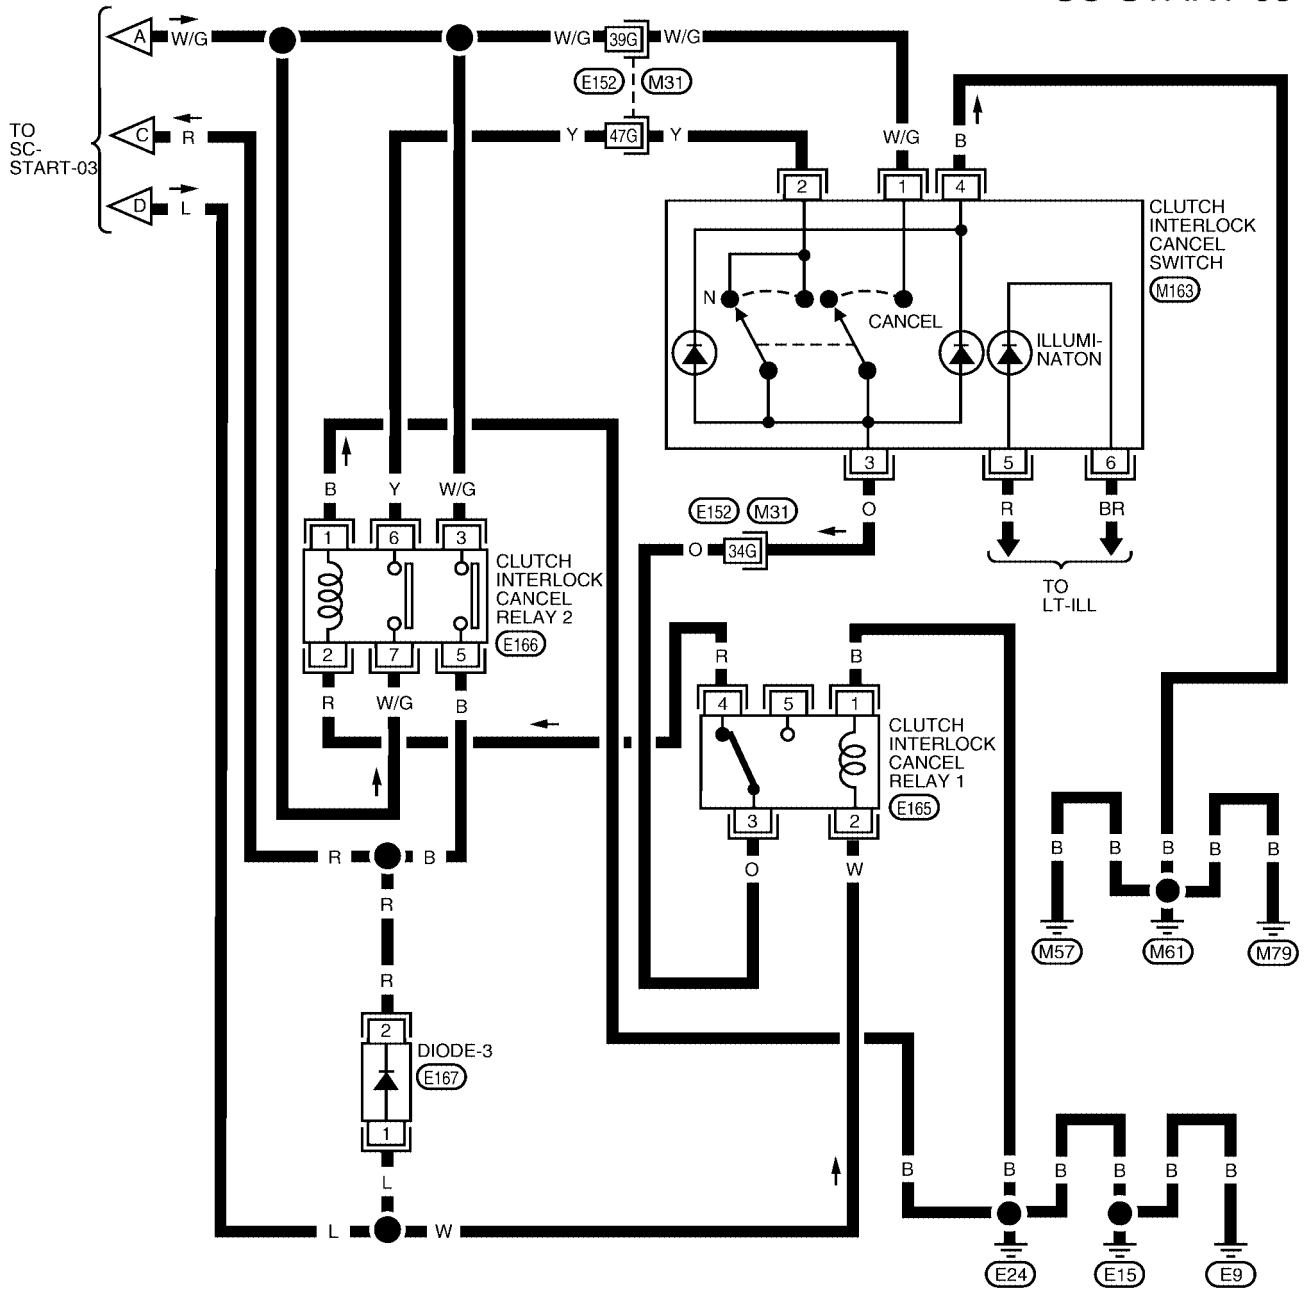 A W/G W/G 39G W/G
E152 M31
TO
SC-
START-03
C R Y 47G Y W/G B
D L 2 1 4
CLUTCH
INTERLOCK
CANCEL
SWITCH
M163
N CANCEL
ILLUMI-
NATON
3 5 6
B Y W/G
E152 M31 O R BR
1 6 3
O 34G
CLUTCH
INTERLOCK
CANCEL
RELAY 2
E166
TO
LT-ILL
2 7 5
R W/G B
R B
4 5 1
CLUTCH
INTERLOCK
CANCEL
RELAY 1
E165
3 2
O W
R B
R
R
B B B B B
M57 M61 M79
2
DIODE-3
E167
1
L
L W
B B B B B B
E24 E15 E9